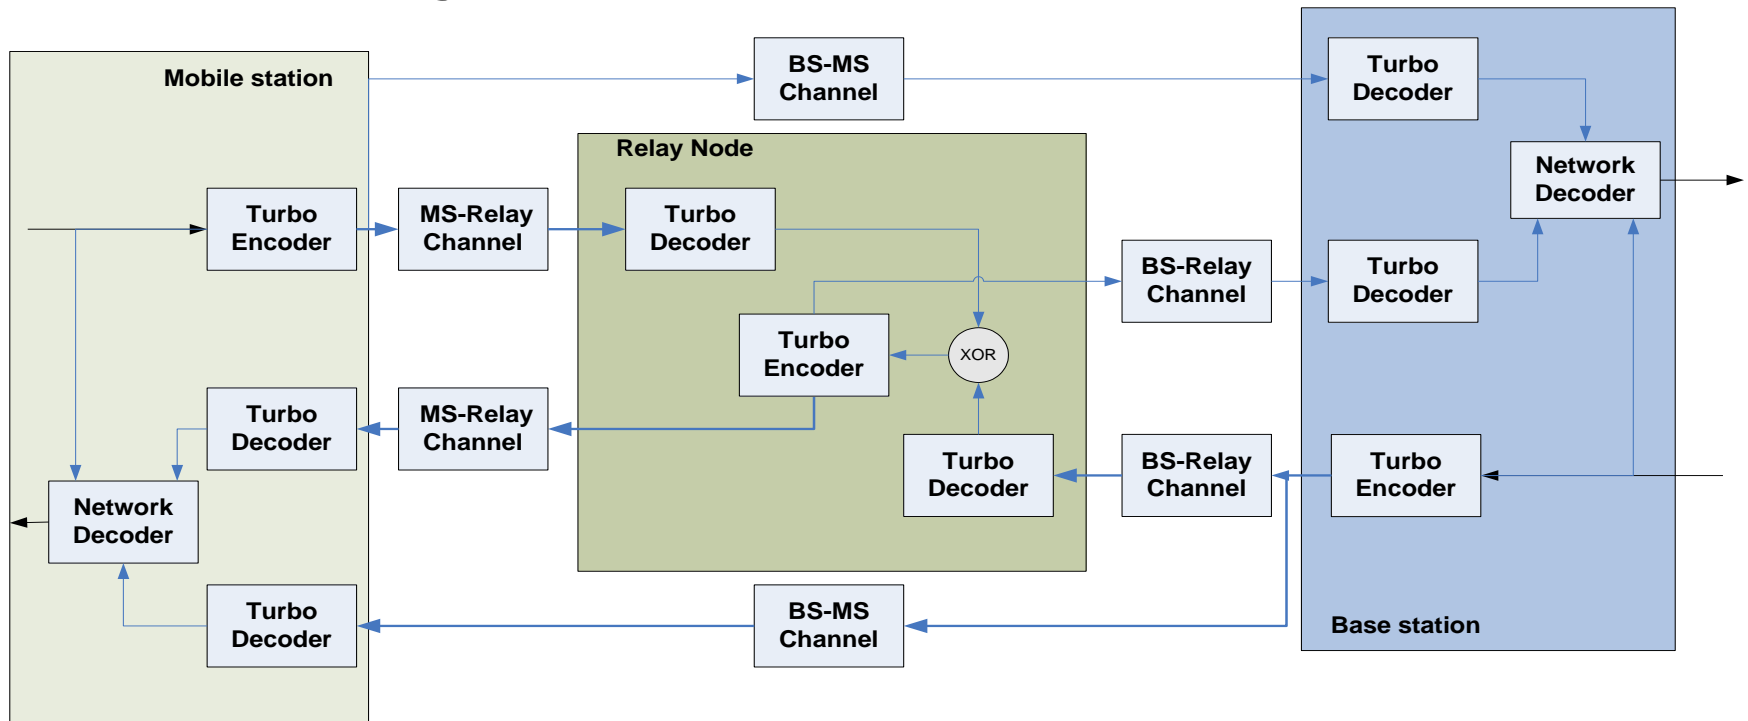 Mobile station
BS-MS
Channel
Turbo
Decoder
Relay Node
Network
Decoder
Turbo
Encoder
MS-Relay
Channel
Turbo
Decoder
BS-Relay
Channel
Turbo
Decoder
Turbo
Encoder
XOR
Turbo
Decoder
MS-Relay
Channel
Turbo
Decoder
BS-Relay
Channel
Turbo
Encoder
Network
Decoder
Turbo
Decoder
BS-MS
Channel
Base station